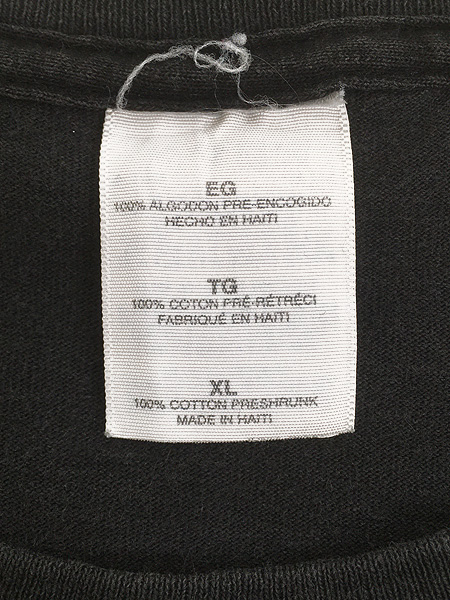 EG
100% ALGODON PRE-ENCOGIDO
HECHO EN HAITI
TG
100% COTON PRÉ-RÉTRÉCI
FABRIQUÉ EN HAITI
XL
100% COTTON PRESHRUNK
MADE IN HAITI